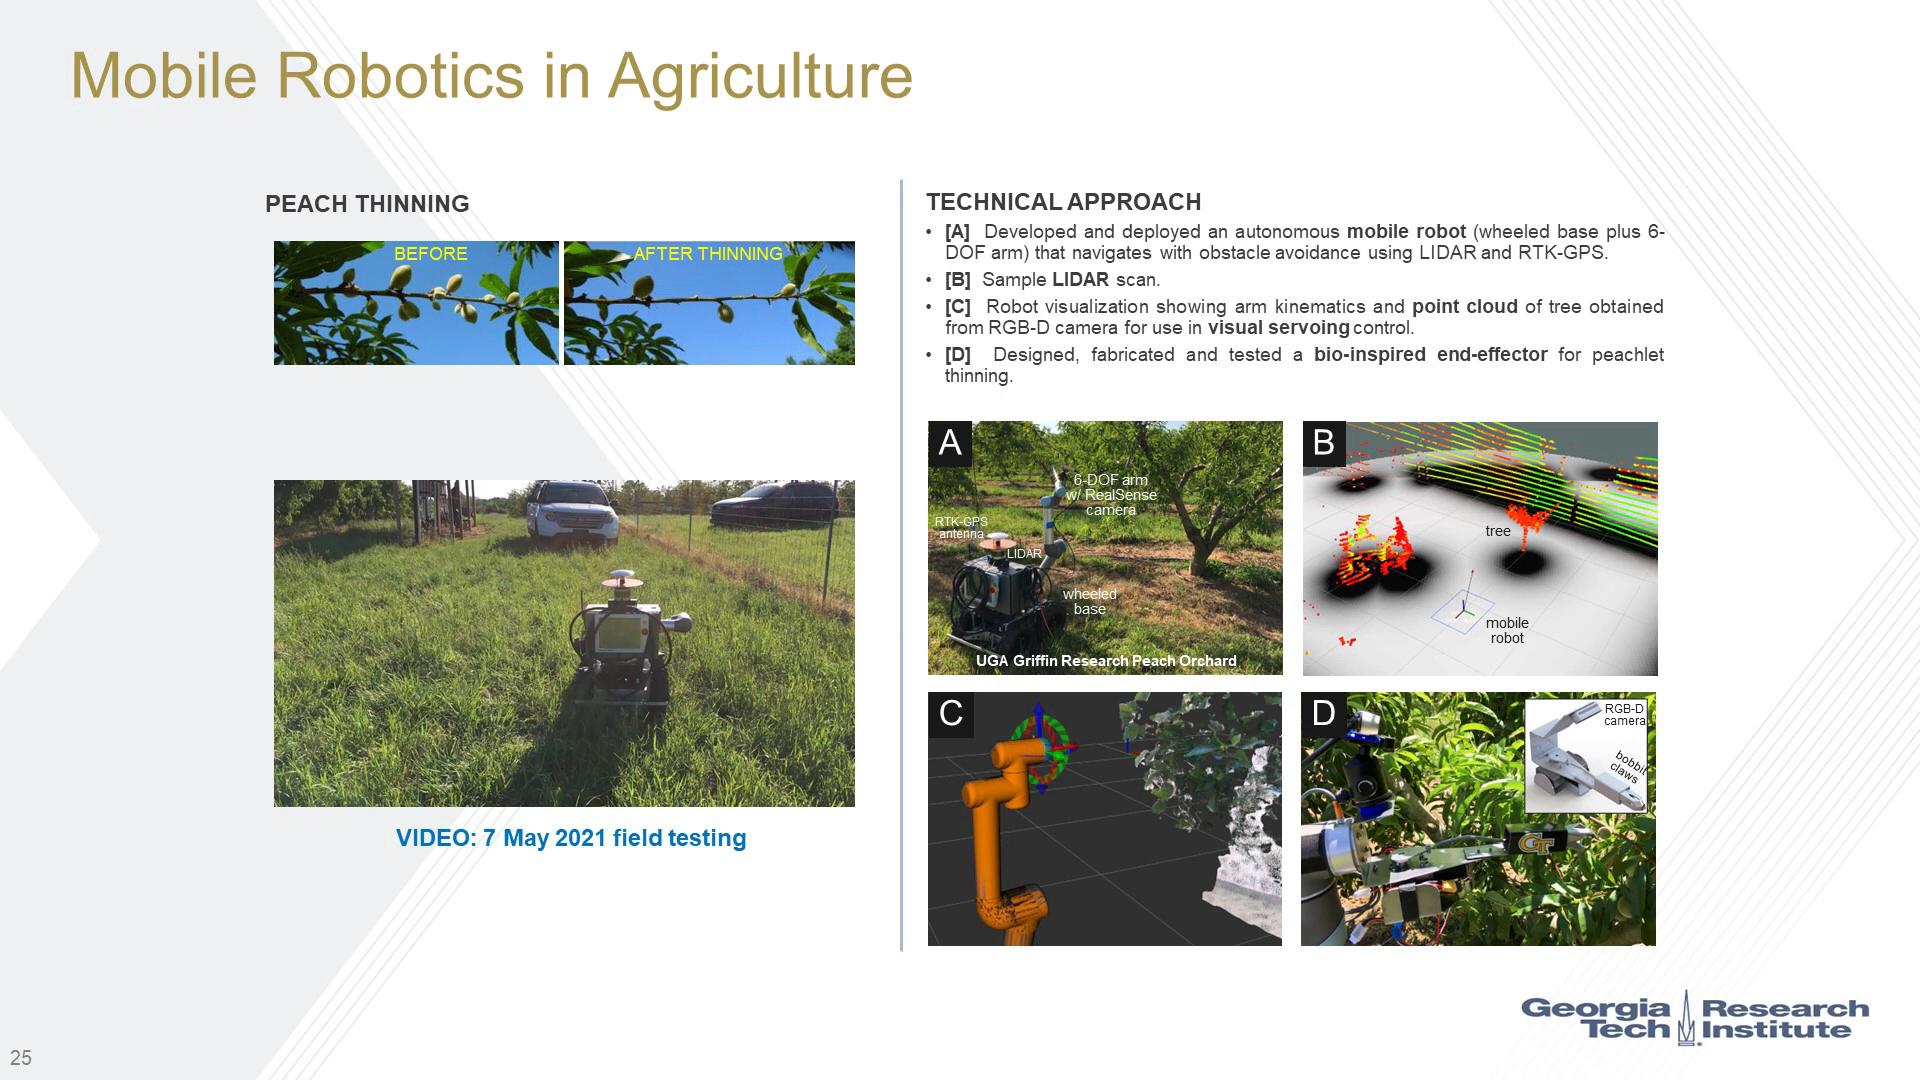 Mobile Robotics in Agriculture
PEACH THINNING
BEFORE
AFTER THINNING
VIDEO: 7 May 2021 field testing
TECHNICAL APPROACH
• [A] Developed and deployed an autonomous mobile robot (wheeled base plus 6-
DOF arm) that navigates with obstacle avoidance using LIDAR and RTK-GPS.
• [B] Sample LIDAR scan.
• [C] Robot visualization showing arm kinematics and point cloud of tree obtained
from RGB-D camera for use in visual servoing control.
• [D] Designed, fabricated and tested a bio-inspired end-effector for peachlet
thinning.
A
6-DOF arm
w/ RealSense
camera
RTK-GPS
antenna
LIDAR
wheeled
base
UGA Griffin Research Peach Orchard
B
tree
mobile
robot
C
D
RGB-D
camera
bobbit
claws
GT
Georgia Research
Tech Institute
25